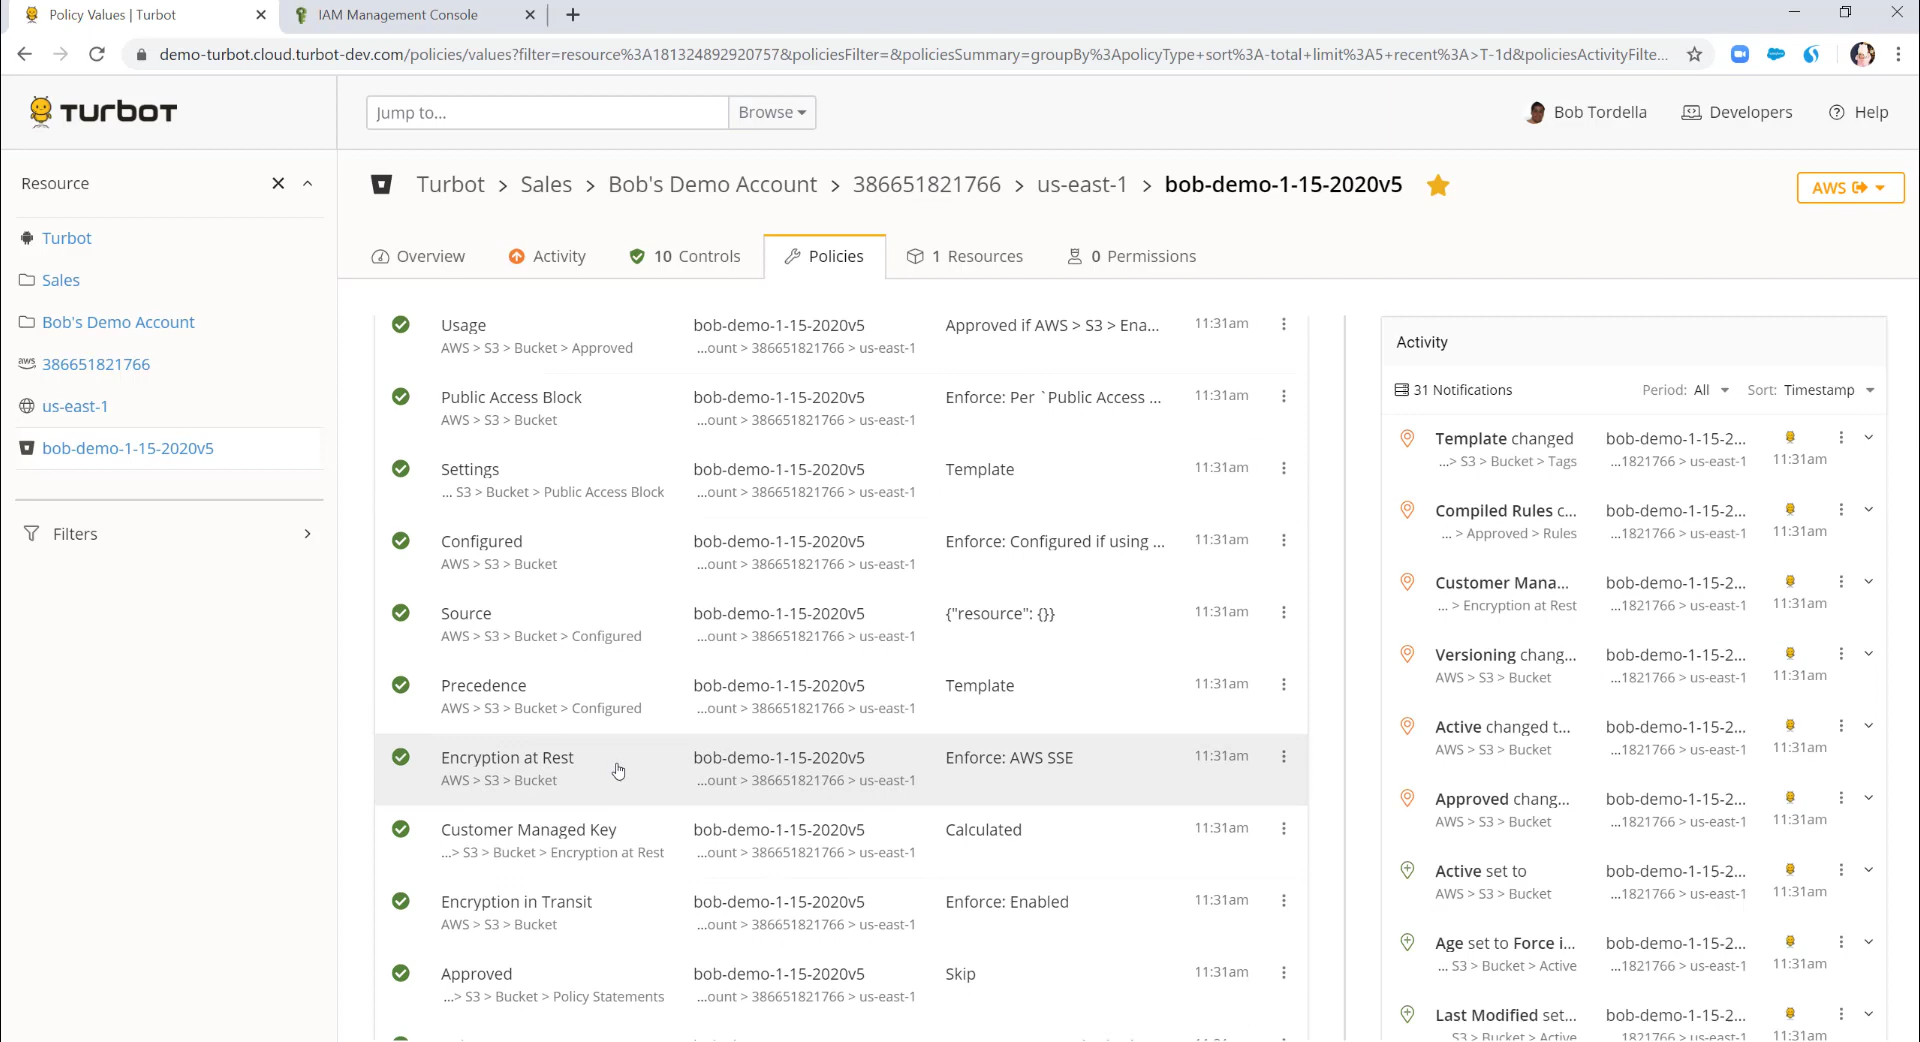 Policy Values | Turbot
IAM Management Console
demo-turbot.cloud.turbot-dev.com/policies/values?filter=resource%3A181324892920757&policiesFilter=&policiesSummary=groupBy%3ApolicyType+sort%3A-total+limit%3A5+recent%3A>T-1d&policiesActivityFilte...
TURBOT
Jump to...
Browse
Bob Tordella
Developers
Help
Resource
Turbot
Sales
Bob's Demo Account
aws 386651821766
us-east-1
bob-demo-1-15-2020v5
Filters
Turbot > Sales > Bob's Demo Account > 386651821766 > us-east-1 > bob-demo-1-15-2020v5
AWS
Overview
Activity
10 Controls
Policies
1 Resources
0 Permissions
Usage bob-demo-1-15-2020v5 Approved if AWS > S3 > Ena... 11:31am
AWS > S3 > Bucket > Approved ...ount > 386651821766 > us-east-1
Public Access Block bob-demo-1-15-2020v5 Enforce: Per `Public Access ... 11:31am
AWS > S3 > Bucket ...ount > 386651821766 > us-east-1
Settings bob-demo-1-15-2020v5 Template 11:31am
... S3 > Bucket > Public Access Block ...ount > 386651821766 > us-east-1
Configured bob-demo-1-15-2020v5 Enforce: Configured if using ... 11:31am
AWS > S3 > Bucket ...ount > 386651821766 > us-east-1
Source bob-demo-1-15-2020v5 {"resource": {}} 11:31am
AWS > S3 > Bucket > Configured ...ount > 386651821766 > us-east-1
Precedence bob-demo-1-15-2020v5 Template 11:31am
AWS > S3 > Bucket > Configured ...ount > 386651821766 > us-east-1
Encryption at Rest bob-demo-1-15-2020v5 Enforce: AWS SSE 11:31am
AWS > S3 > Bucket ...ount > 386651821766 > us-east-1
Customer Managed Key bob-demo-1-15-2020v5 Calculated 11:31am
...> S3 > Bucket > Encryption at Rest ...ount > 386651821766 > us-east-1
Encryption in Transit bob-demo-1-15-2020v5 Enforce: Enabled 11:31am
AWS > S3 > Bucket ...ount > 386651821766 > us-east-1
Approved bob-demo-1-15-2020v5 Skip 11:31am
...> S3 > Bucket > Policy Statements ...ount > 386651821766 > us-east-1
Activity
31 Notifications Period: All Sort: Timestamp
Template changed bob-demo-1-15-2...
...> S3 > Bucket > Tags ...1821766 > us-east-1 11:31am
Compiled Rules c... bob-demo-1-15-2...
... > Approved > Rules ...1821766 > us-east-1 11:31am
Customer Mana... bob-demo-1-15-2...
... > Encryption at Rest ...1821766 > us-east-1 11:31am
Versioning chang... bob-demo-1-15-2...
AWS > S3 > Bucket ...1821766 > us-east-1 11:31am
Active changed t... bob-demo-1-15-2...
AWS > S3 > Bucket ...1821766 > us-east-1 11:31am
Approved chang... bob-demo-1-15-2...
AWS > S3 > Bucket ...1821766 > us-east-1 11:31am
Active set to bob-demo-1-15-2...
AWS > S3 > Bucket ...1821766 > us-east-1 11:31am
Age set to Force i... bob-demo-1-15-2...
... S3 > Bucket > Active ...1821766 > us-east-1 11:31am
Last Modified set... bob-demo-1-15-2...
S3 > Bucket > Active 1821766 > us-east-1 11:31am